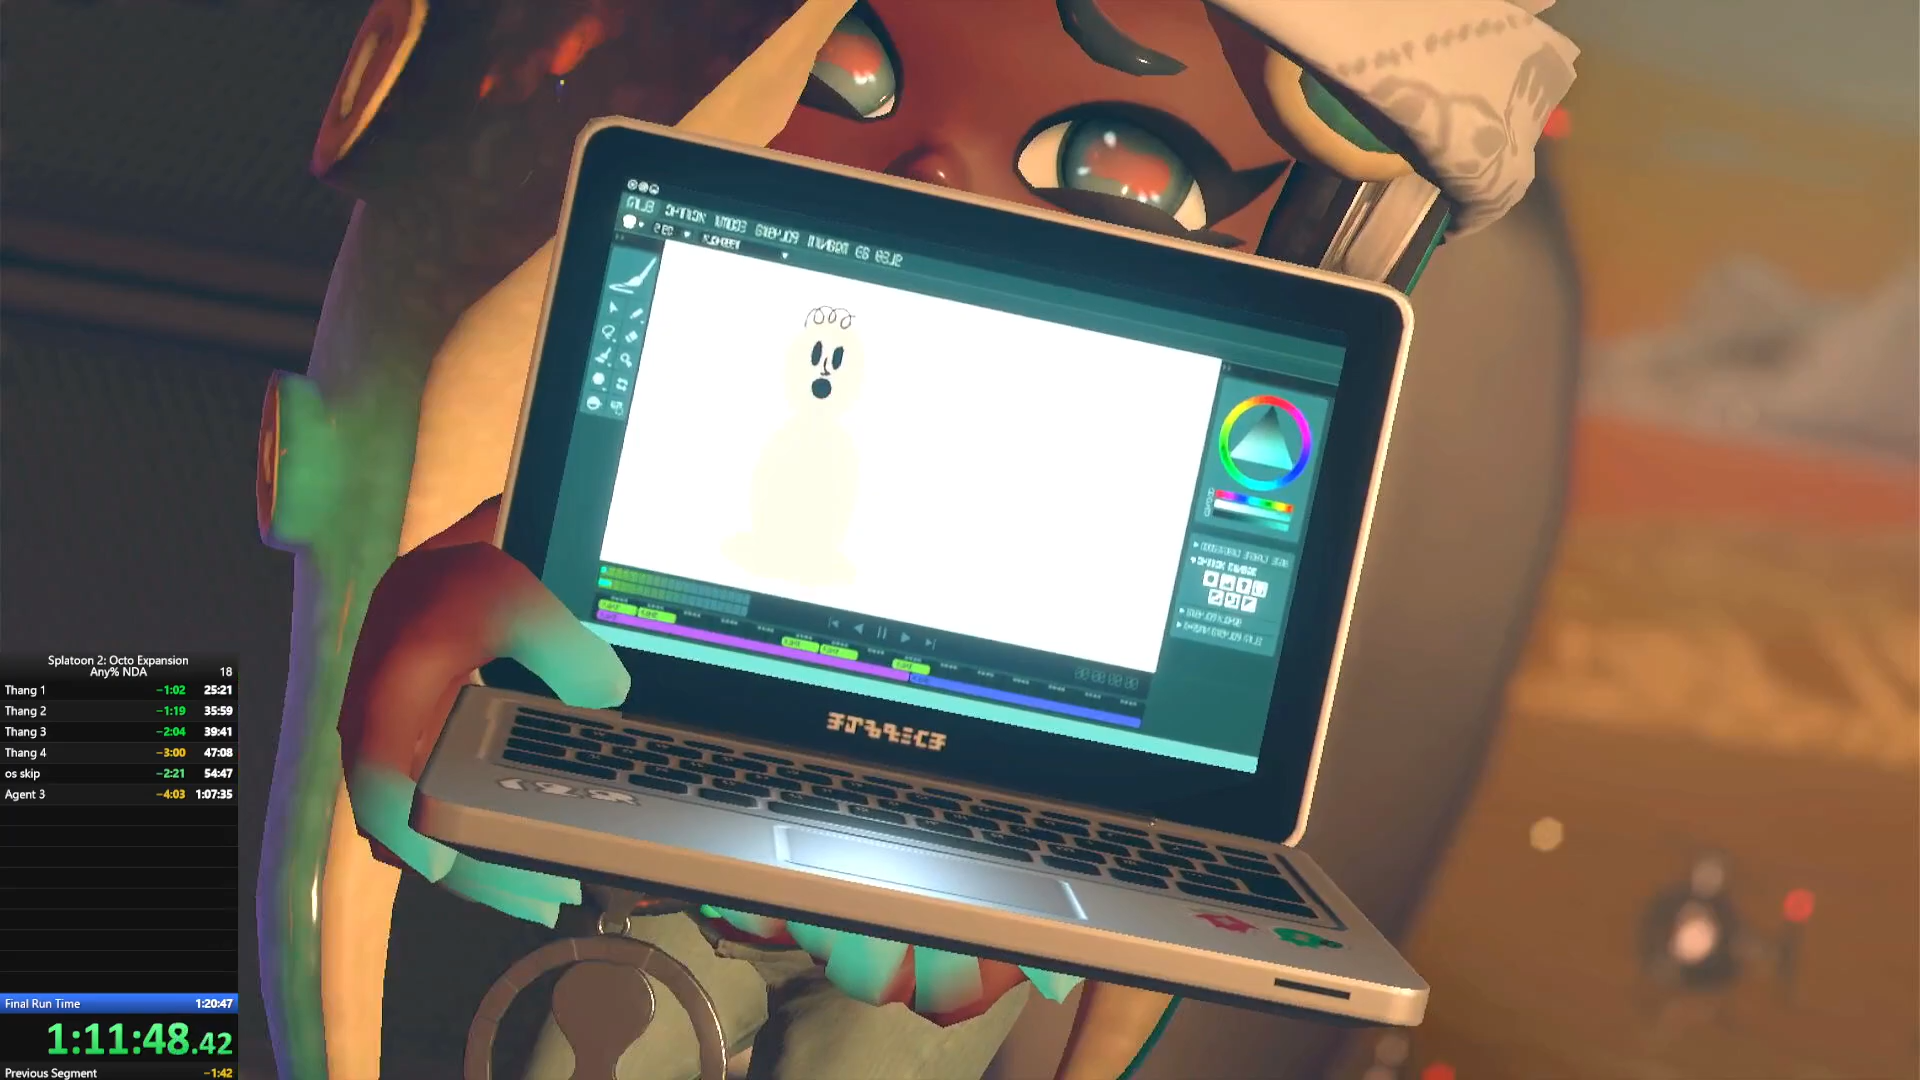 Splatoon 2: Octo Expansion
Any% NDA 18
Thang 1 −1:02 25:21
Thang 2 −1:19 35:59
Thang 3 −2:04 39:41
Thang 4 −3:00 47:08
os skip −2:21 54:47
Agent 3 −4:03 1:07:35
Final Run Time 1:20:47
1:11:48.42
Previous Segment −1:42